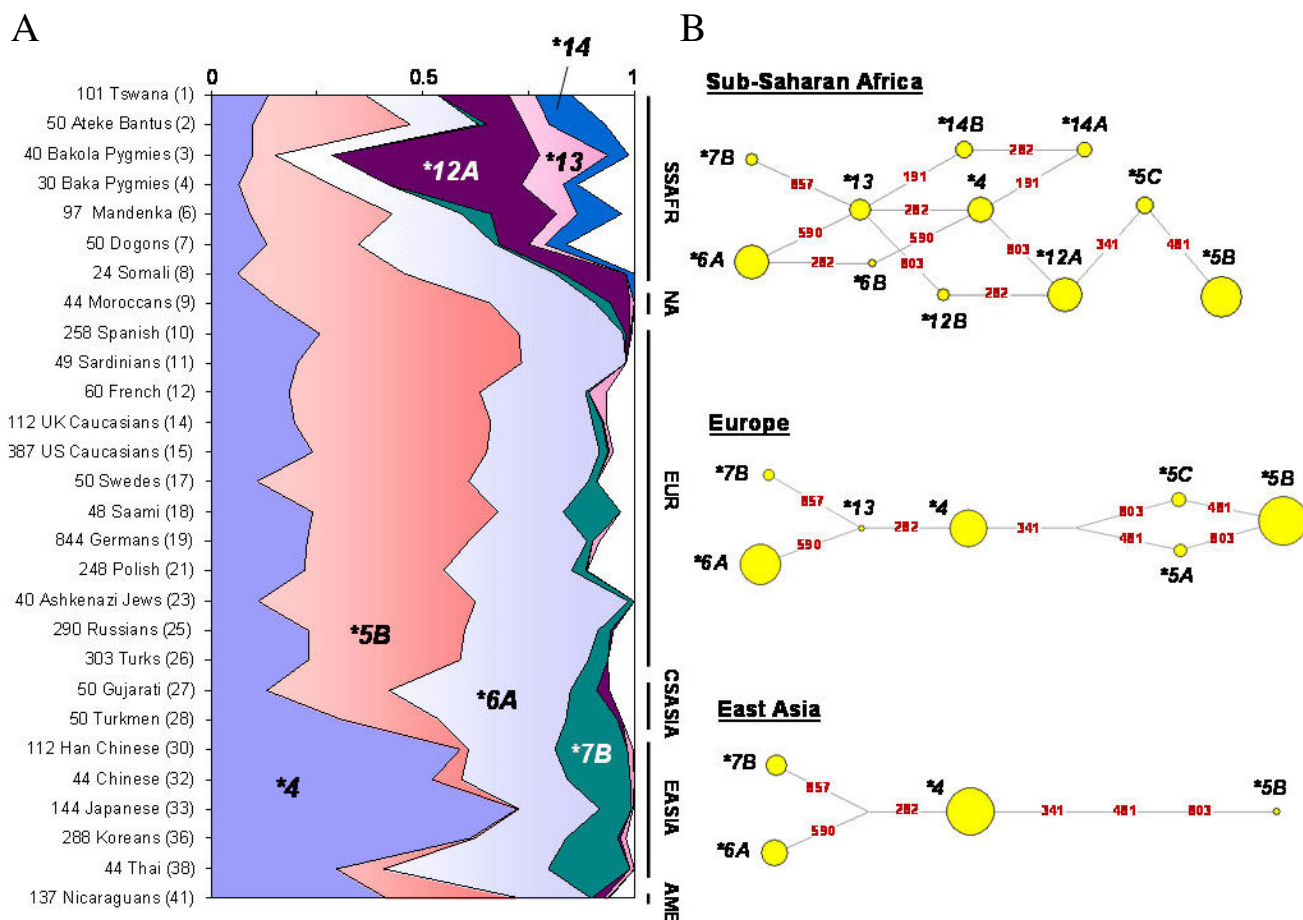 A
B
*14
0 0.5 1
101 Tswana (1)
50 Ateke Bantus (2)
40 Bakola Pygmies (3)
30 Baka Pygmies (4)
97 Mandenka (6)
50 Dogons (7)
24 Somali (8)
44 Moroccans (9)
258 Spanish (10)
49 Sardinians (11)
60 French (12)
112 UK Caucasians (14)
387 US Caucasians (15)
50 Swedes (17)
48 Saami (18)
844 Germans (19)
248 Polish (21)
40 Ashkenazi Jews (23)
290 Russians (25)
303 Turks (26)
50 Gujarati (27)
50 Turkmen (28)
112 Han Chinese (30)
44 Chinese (32)
144 Japanese (33)
288 Koreans (36)
44 Thai (38)
137 Nicaraguans (41)
*12A
*13
*5B
*6A
*7B
*4
SSAFR
NA
EUR
CSASIA
EASIA
AME
Sub-Saharan Africa
*14B 282 *14A
*7B
857
*13
191
*4
191
*5C
282
590
590
803
341
481
*6A
282
*6B
803
*12A
*5B
282
*12B
Europe
*7B
857
*13
282
*4
341
*5C
803
481
*5B
590
481
803
*6A
*5A
East Asia
*7B
857
*4
*5B
282
341
481
803
590
*6A